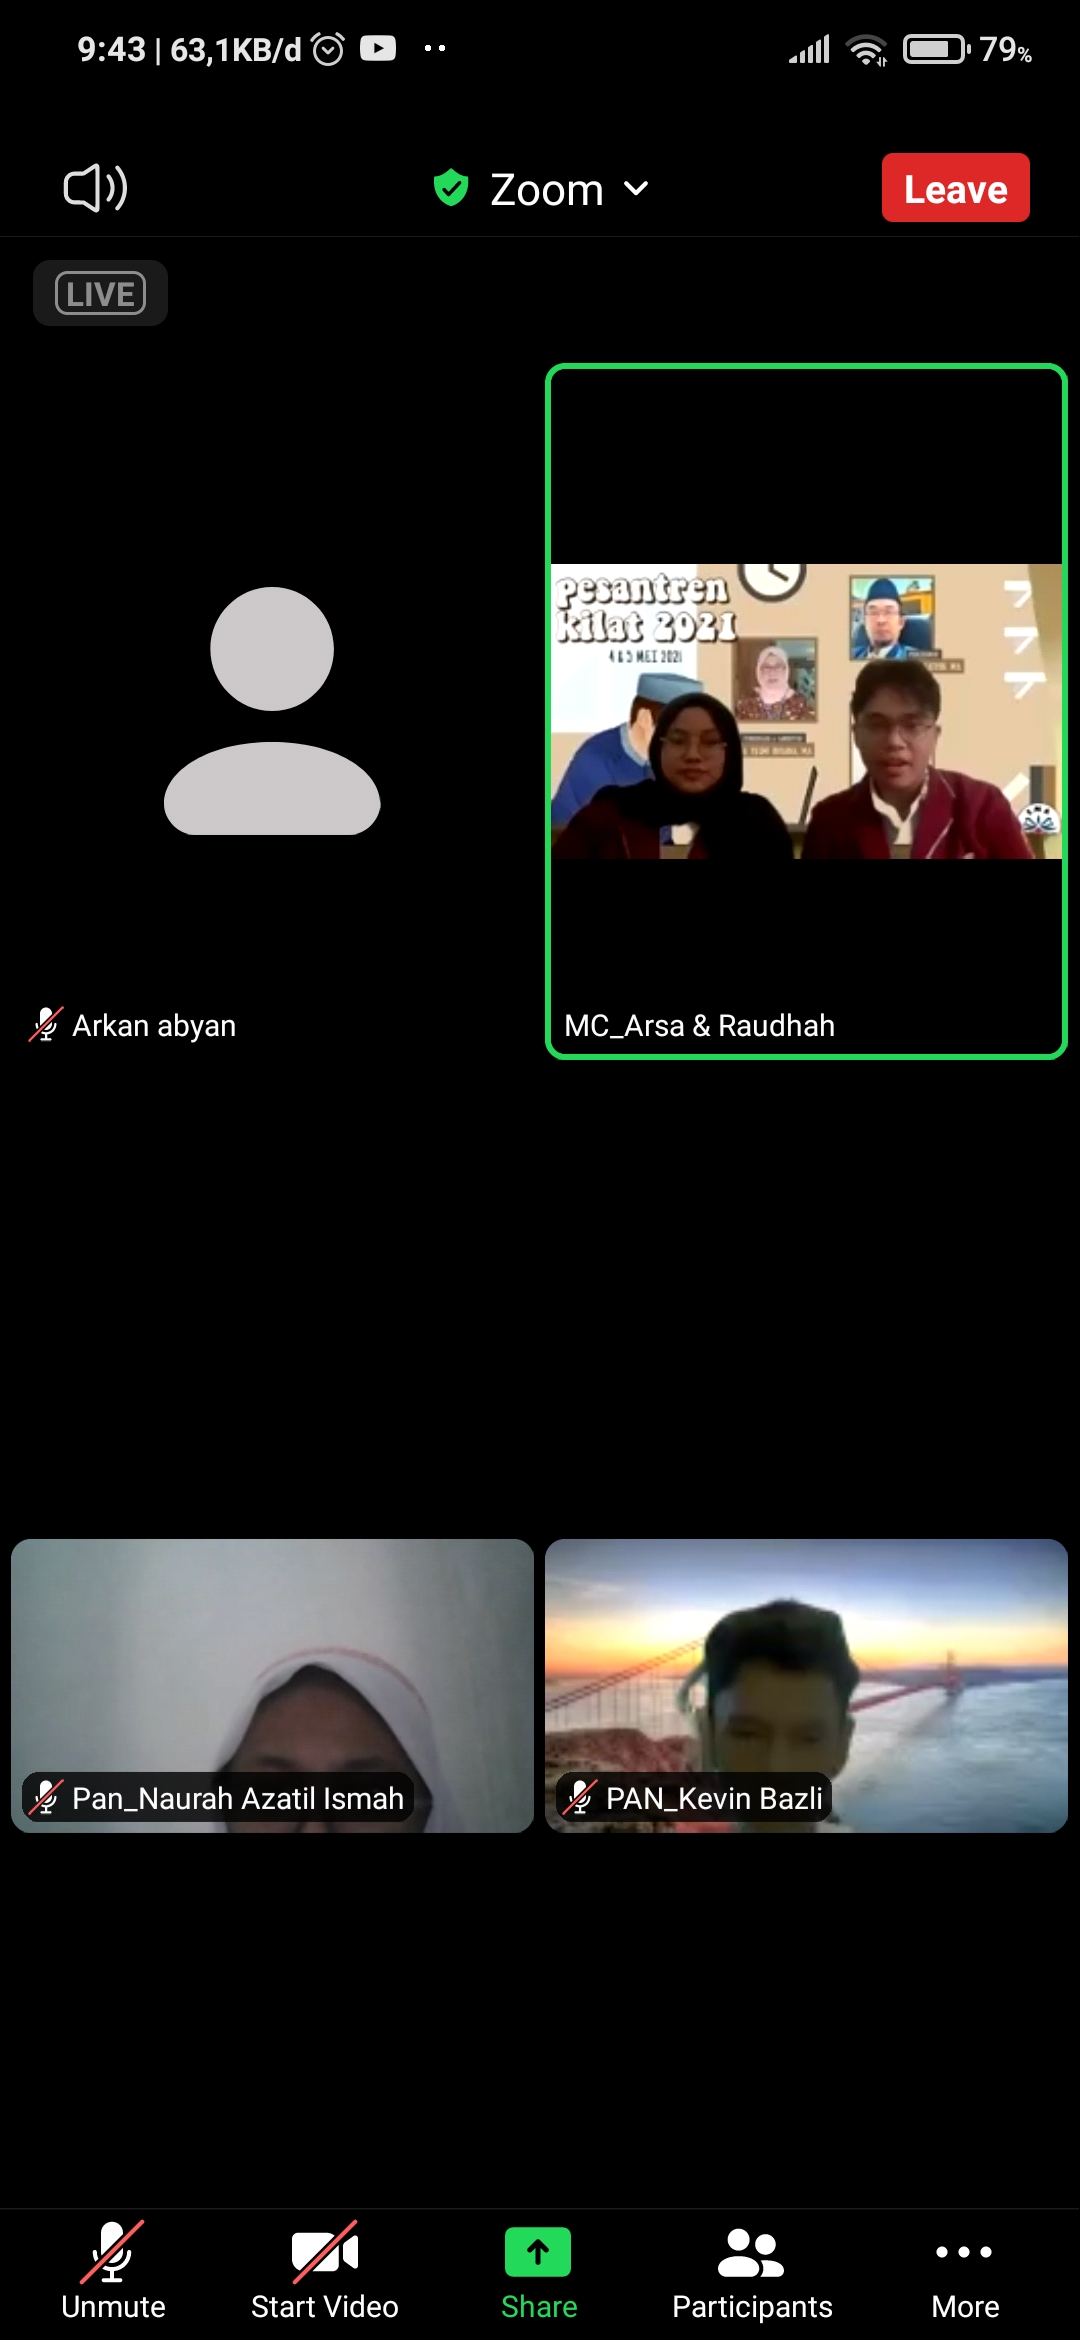 9:43 | 63,1KB/d
79%
Zoom
Leave
LIVE
pesantren
kilat 2021
4 & 5 MEI 2021
Arkan abyan
MC_Arsa & Raudhah
Pan_Naurah Azatil Ismah
PAN_Kevin Bazli
Unmute
Start Video
Share
Participants
More